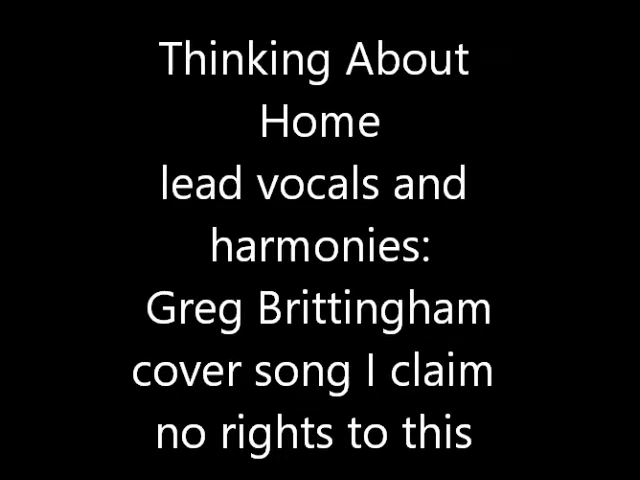 Thinking About
Home
lead vocals and
harmonies:
Greg Brittingham
cover song I claim
no rights to this